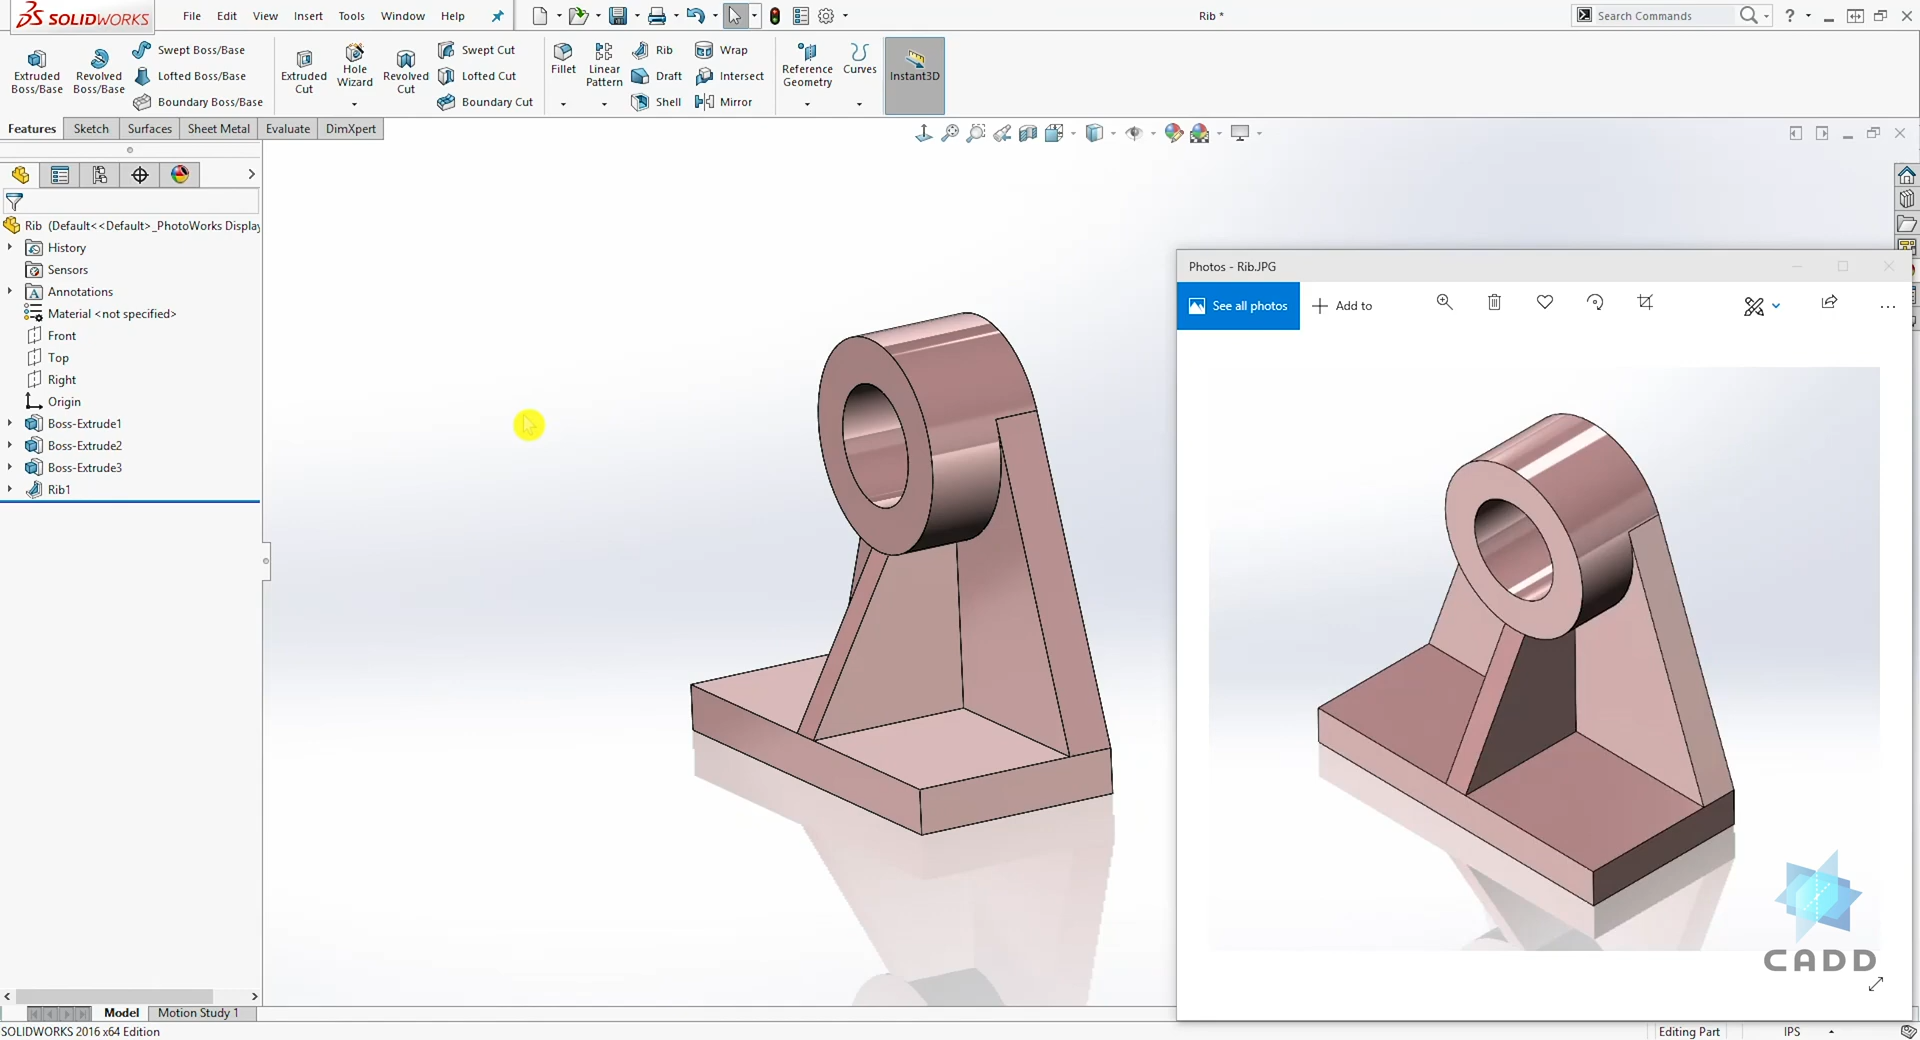 SOLIDWORKS
File Edit View Insert Tools Window Help
Rib *
Search Commands
Extruded Boss/Base
Revolved Boss/Base
Swept Boss/Base
Lofted Boss/Base
Boundary Boss/Base
Extruded Cut
Hole Wizard
Revolved Cut
Swept Cut
Lofted Cut
Boundary Cut
Fillet
Linear Pattern
Rib
Draft
Shell
Wrap
Intersect
Mirror
Reference Geometry
Curves
Instant3D
Features Sketch Surfaces Sheet Metal Evaluate DimXpert
Rib (Default<<Default>_PhotoWorks Display
History
Sensors
Annotations
Material <not specified>
Front
Top
Right
Origin
Boss-Extrude1
Boss-Extrude2
Boss-Extrude3
Rib1
Photos - Rib.JPG
See all photos
Add to
CADD
Model Motion Study 1
SOLIDWORKS 2016 x64 Edition
Editing Part
IPS